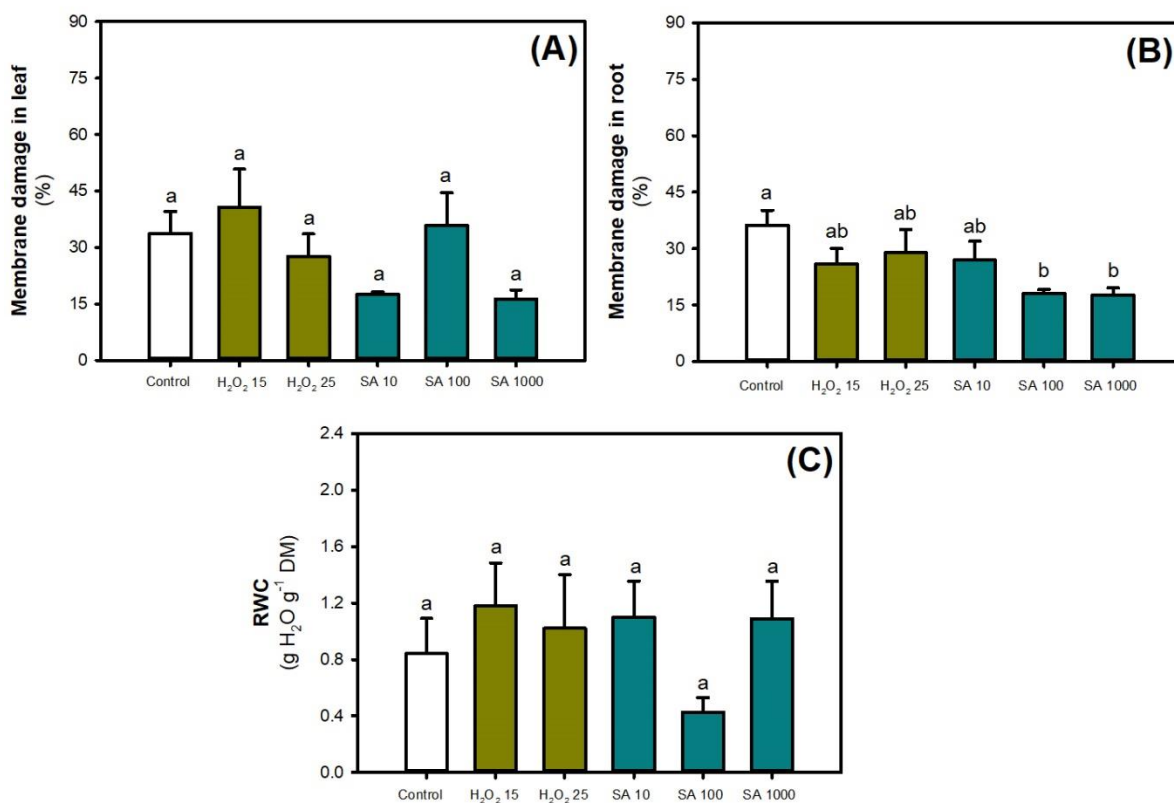 (A)
Membrane damage in leaf
(%)
90
75
60
45
30
15
0
a
a
a
a
a
a
Control
H₂O₂ 15
H₂O₂ 25
SA 10
SA 100
SA 1000
(B)
Membrane damage in root
(%)
90
75
60
45
30
15
0
a
ab
ab
ab
b
b
Control
H₂O₂ 15
H₂O₂ 25
SA 10
SA 100
SA 1000
(C)
RWC
(g H₂O g⁻¹ DM)
2.4
2.0
1.6
1.2
0.8
0.4
0.0
a
a
a
a
a
a
Control
H₂O₂ 15
H₂O₂ 25
SA 10
SA 100
SA 1000